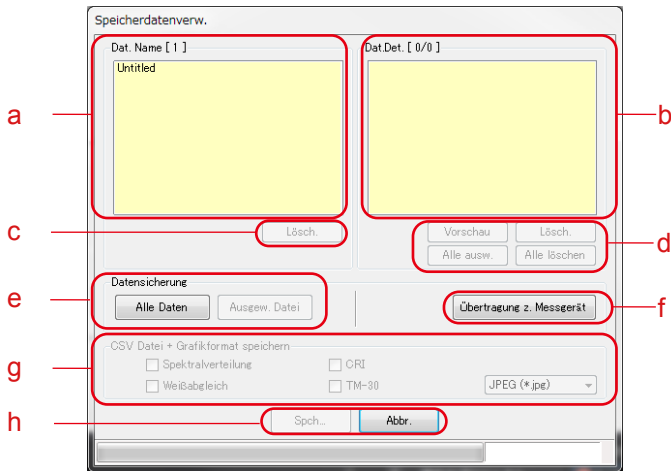 Speicherdatenverw.
Dat. Name [ 1 ]
Dat.Det. [ 0/0 ]
Untitled
a
b
c
Lösch.
Vorschau
Lösch.
d
Alle ausw.
Alle löschen
e
Datensicherung
Alle Daten
Ausgew. Datei
Übertragung z. Messgerät
f
g
CSV Datei + Grafikformat speichern
Spektralverteilung
CRI
Weißabgleich
TM-30
JPEG (*.jpg)
h
Spch...
Abbr.